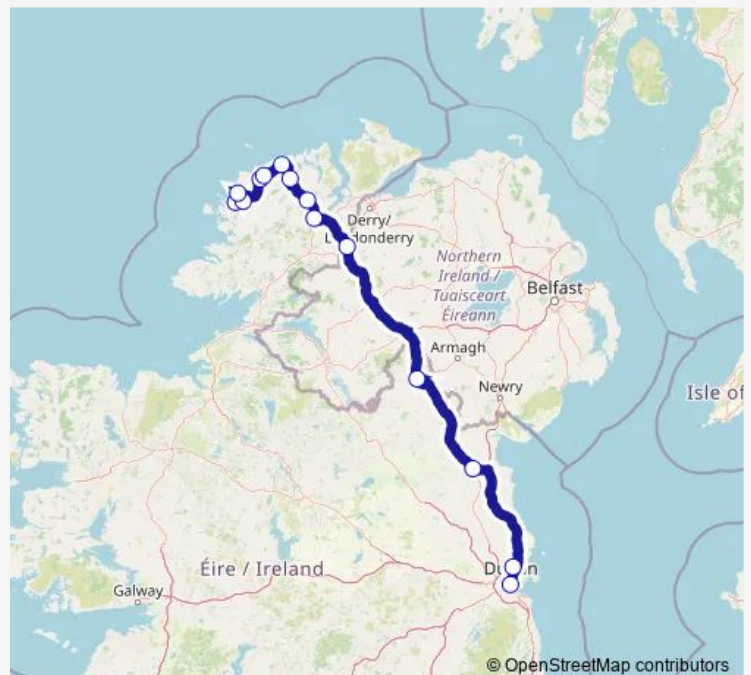 Derry/
Londonderry
Northern
Ireland /
Tuaisceart
Éireann
Belfast
Armagh
Newry
Isle of
Éire / Ireland
Galway
© OpenStreetMap contributors